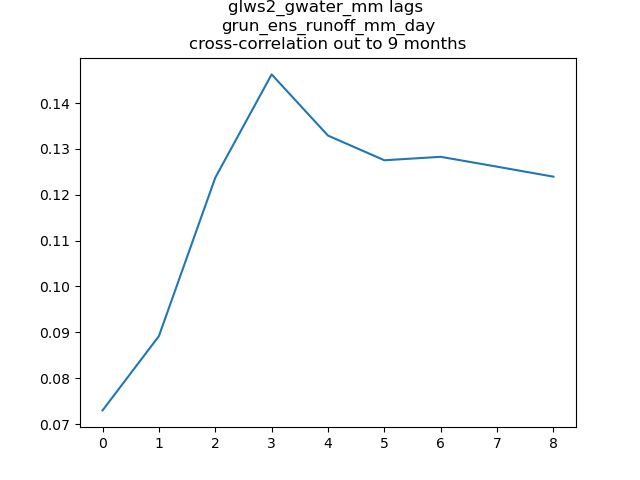 glws2_gwater_mm lags
grun_ens_runoff_mm_day
cross-correlation out to 9 months
0.14
0.13
0.12
0.11
0.10
0.09
0.08
0.07
0 1 2 3 4 5 6 7 8